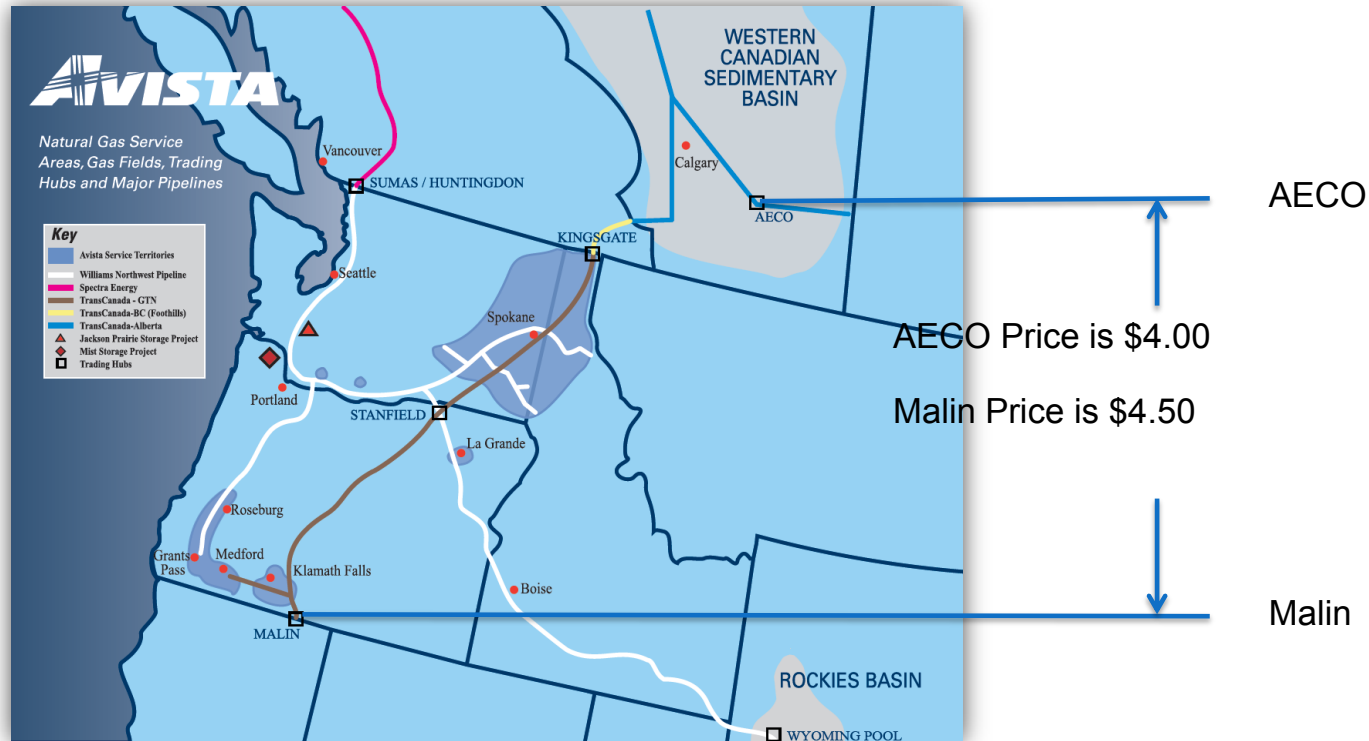 AVISTA
Natural Gas Service
Areas, Gas Fields, Trading
Hubs and Major Pipelines
Key
Avista Service Territories
Williams Northwest Pipeline
Spectra Energy
TransCanada - GTN
TransCanada-BC (Foothills)
TransCanada-Alberta
Jackson Prairie Storage Project
Mist Storage Project
Trading Hubs
WESTERN
CANADIAN
SEDIMENTARY
BASIN
Vancouver
SUMAS / HUNTINGDON
Calgary
AECO
KINGSGATE
Seattle
Spokane
Portland
STANFIELD
La Grande
Roseburg
Grants
Pass
Medford
Klamath Falls
Boise
MALIN
ROCKIES BASIN
WYOMING POOL
AECO
AECO Price is $4.00
Malin Price is $4.50
Malin